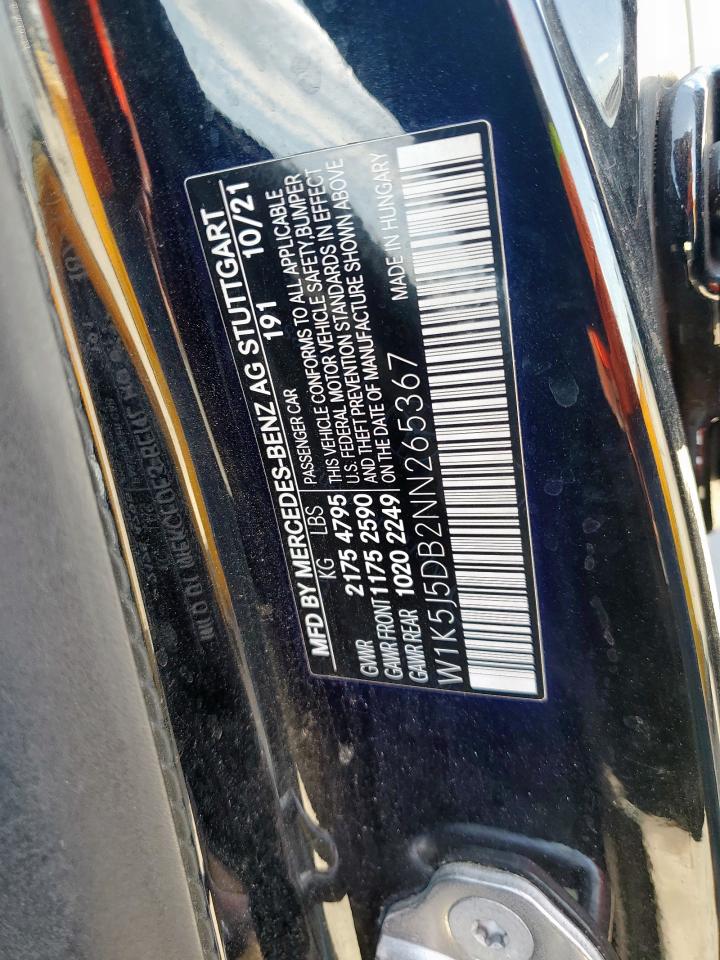 MFD BY MERCEDES-BENZ AG STUTTGART
KG LBS 191 10/21
PASSENGER CAR
GVWR 2175 4795
GAWR FRONT 1175 2590
GAWR REAR 1020 2249
THIS VEHICLE CONFORMS TO ALL APPLICABLE
U.S. FEDERAL MOTOR VEHICLE SAFETY, BUMPER
AND THEFT PREVENTION STANDARDS IN EFFECT
ON THE DATE OF MANUFACTURE SHOWN ABOVE
W1K5J5DB2NN265367 MADE IN HUNGARY